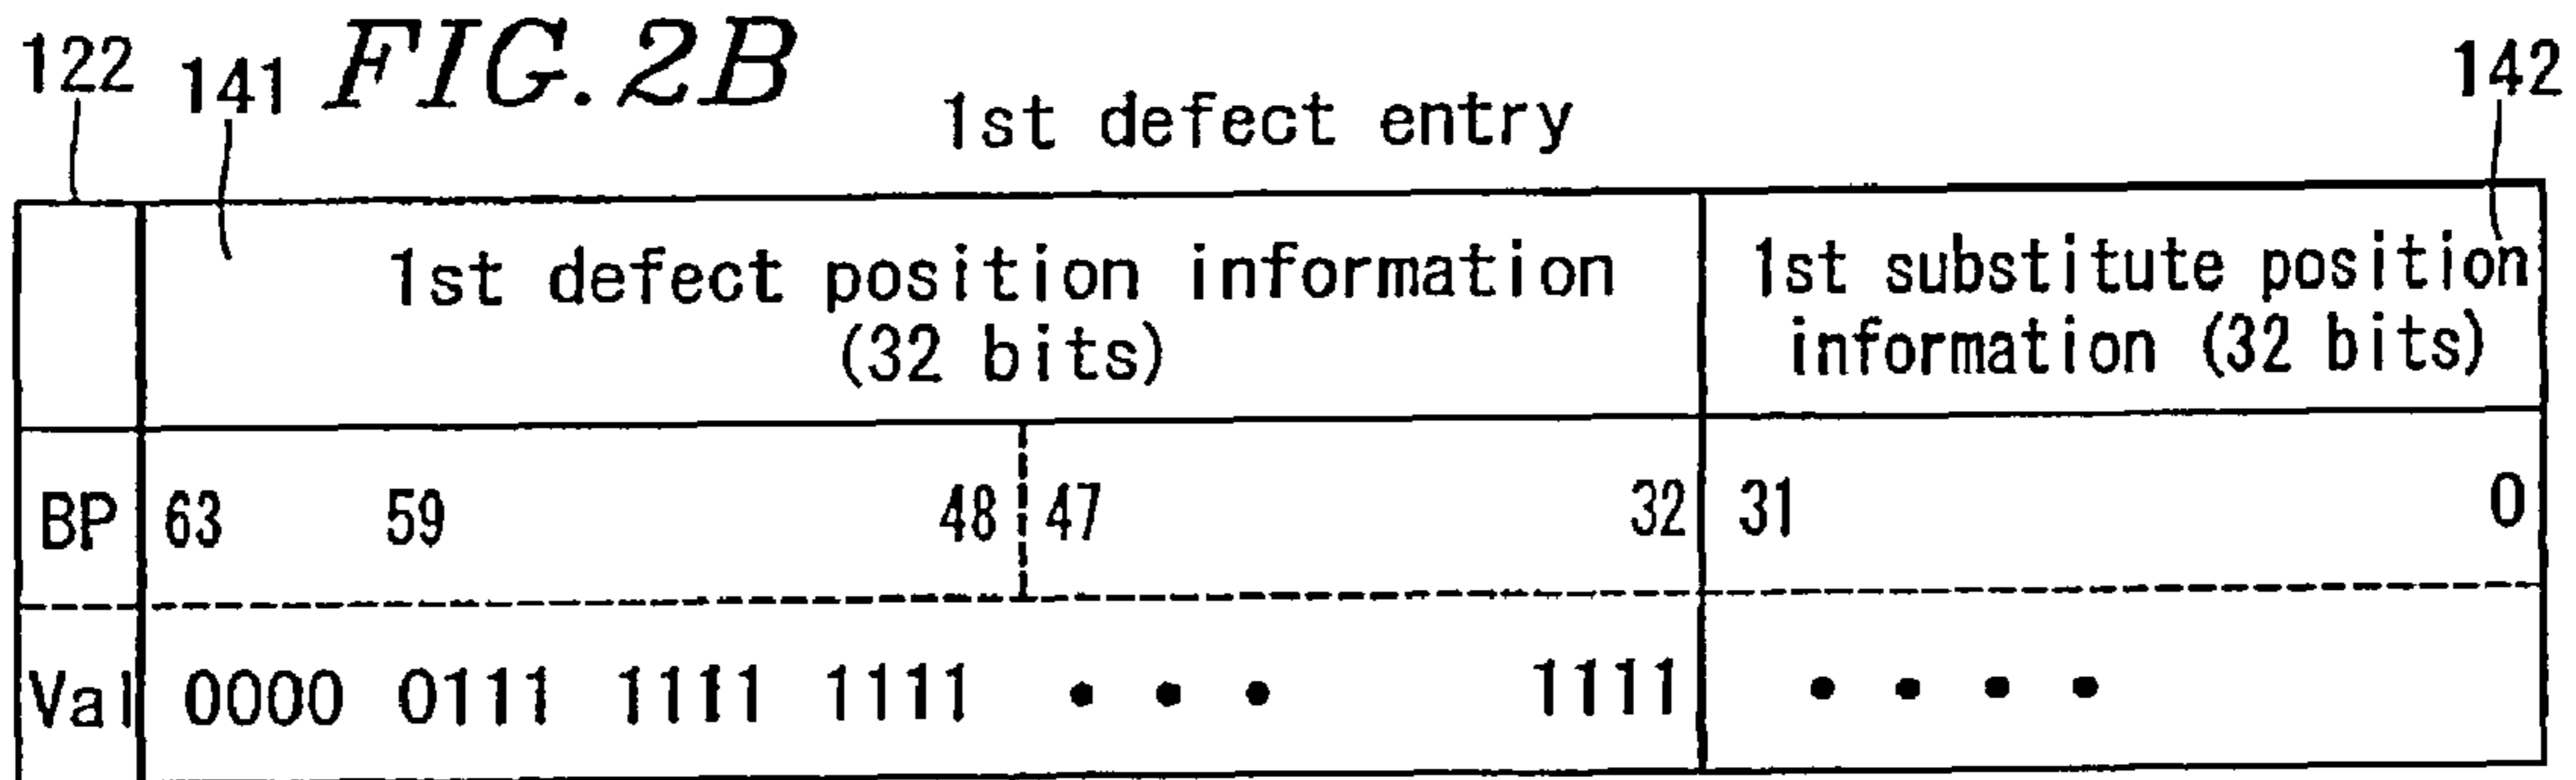 FIG. 2B
122
141
1st defect entry
142
1st defect position information
(32 bits)
1st substitute position
information (32 bits)
BP 63 59 48 47 32 31 0
Val 0000 0111 1111 1111 • • • 1111 • • • •